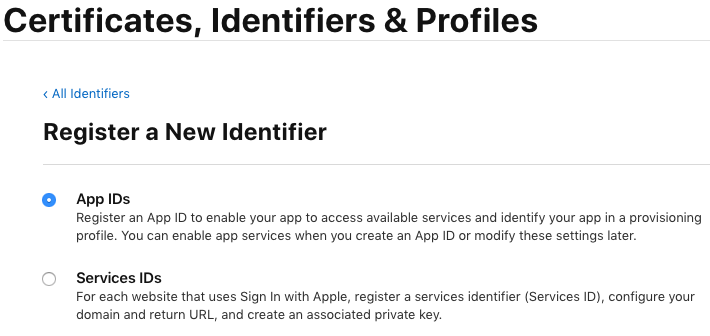 Certificates, Identifiers & Profiles
‹ All Identifiers
Register a New Identifier
App IDs
Register an App ID to enable your app to access available services and identify your app in a provisioning
profile. You can enable app services when you create an App ID or modify these settings later.
Services IDs
For each website that uses Sign In with Apple, register a services identifier (Services ID), configure your
domain and return URL, and create an associated private key.